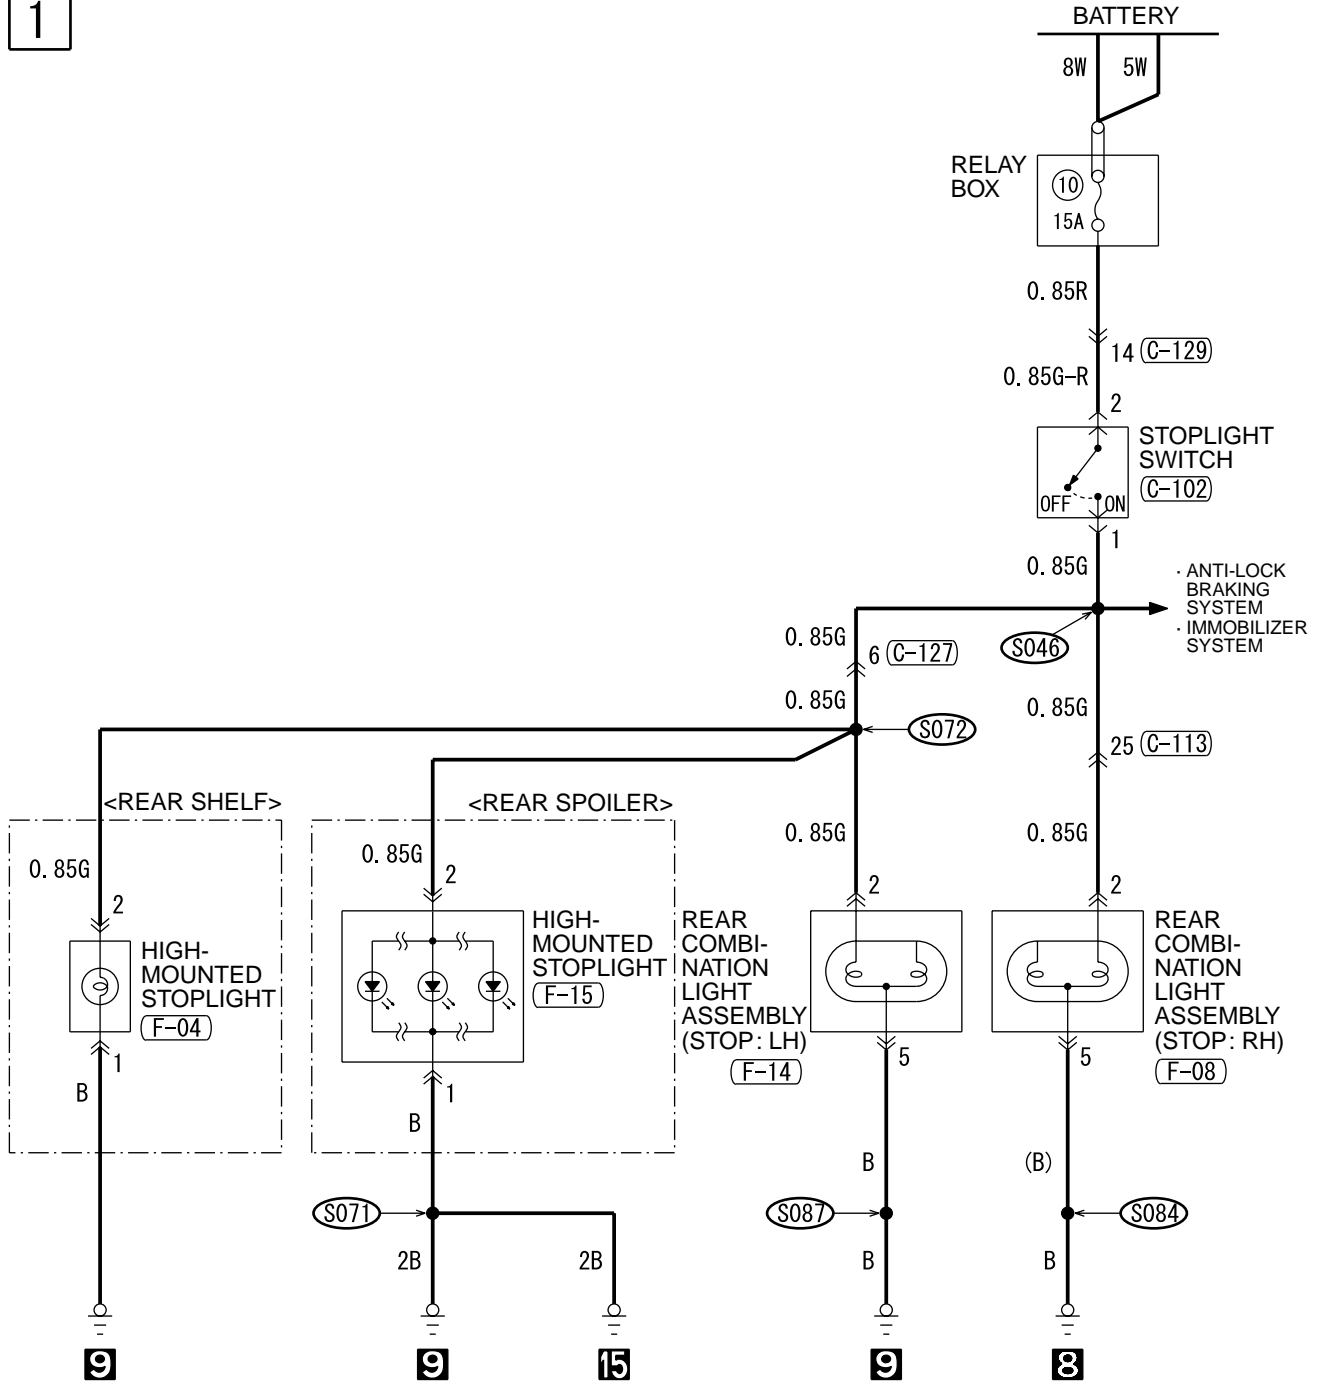 1
BATTERY
8W
5W
RELAY
BOX
10
15A
0.85R
14
C-129
0.85G-R
2
STOPLIGHT
SWITCH
C-102
OFF
ON
1
0.85G
· ANTI-LOCK
BRAKING
SYSTEM
· IMMOBILIZER
SYSTEM
S046
0.85G
6
C-127
0.85G
S072
0.85G
25
C-113
<REAR SHELF>
<REAR SPOILER>
0.85G
0.85G
0.85G
0.85G
2
2
2
2
HIGH-
MOUNTED
STOPLIGHT
F-04
HIGH-
MOUNTED
STOPLIGHT
F-15
REAR
COMBI-
NATION
LIGHT
ASSEMBLY
(STOP: LH)
F-14
REAR
COMBI-
NATION
LIGHT
ASSEMBLY
(STOP: RH)
F-08
1
1
5
5
B
B
B
(B)
S071
S087
S084
2B
2B
B
B
9
9
15
9
8